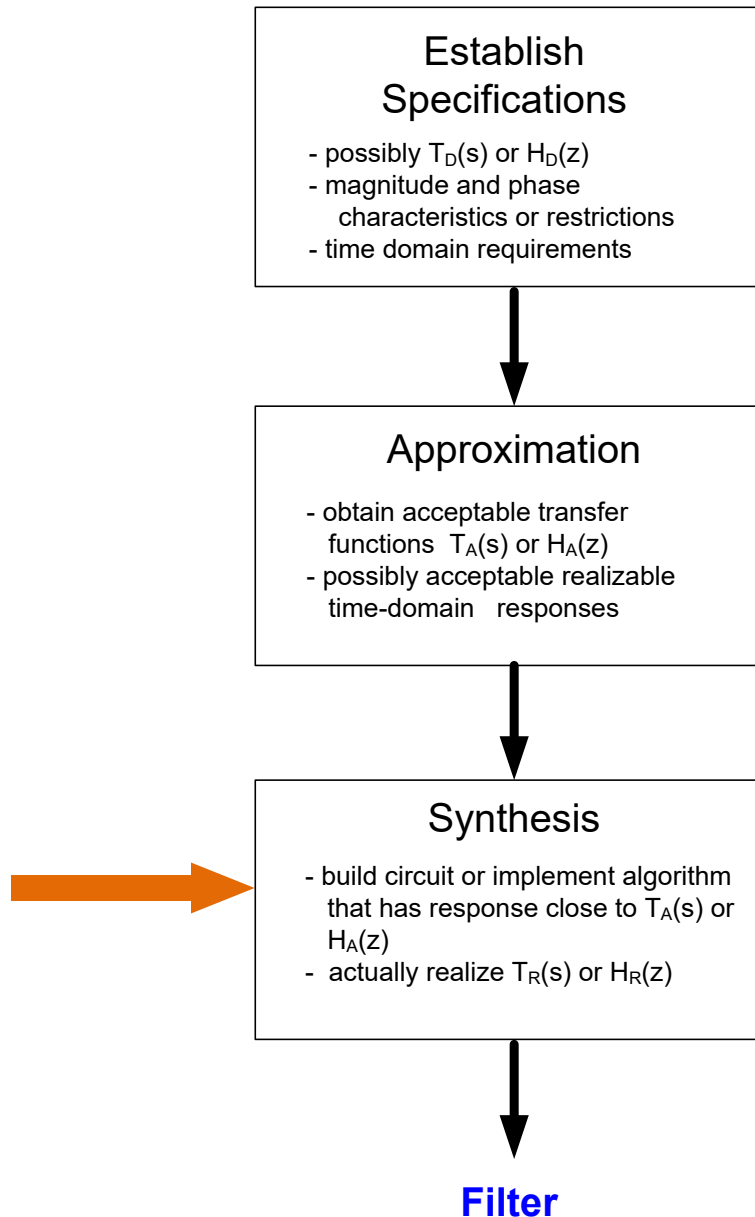 Establish
Specifications
- possibly T_D(s) or H_D(z)
- magnitude and phase
characteristics or restrictions
- time domain requirements
Approximation
- obtain acceptable transfer
functions T_A(s) or H_A(z)
- possibly acceptable realizable
time-domain responses
Synthesis
- build circuit or implement algorithm
that has response close to T_A(s) or
H_A(z)
- actually realize T_R(s) or H_R(z)
Filter